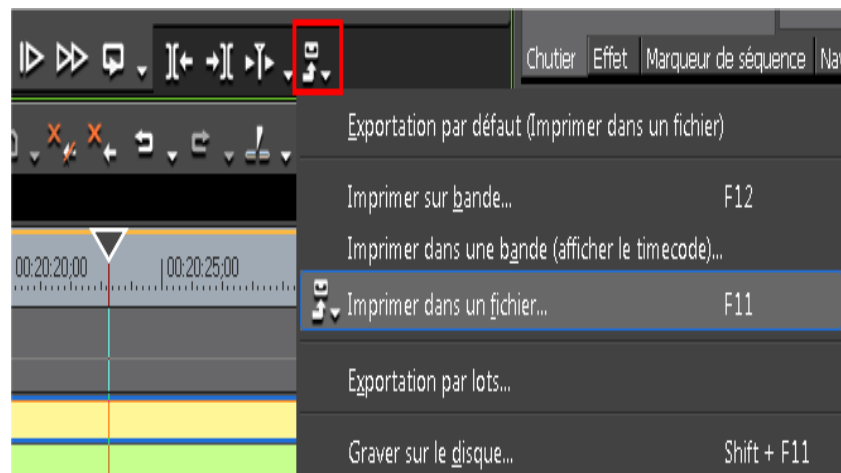 Chutier Effet Marqueur de séquence
Exportation par défaut (Imprimer dans un fichier)
Imprimer sur bande... F12
Imprimer dans une bande (afficher le timecode)...
00:20:20;00 00:20:25;00
Imprimer dans un fichier... F11
Exportation par lots...
Graver sur le disque... Shift + F11